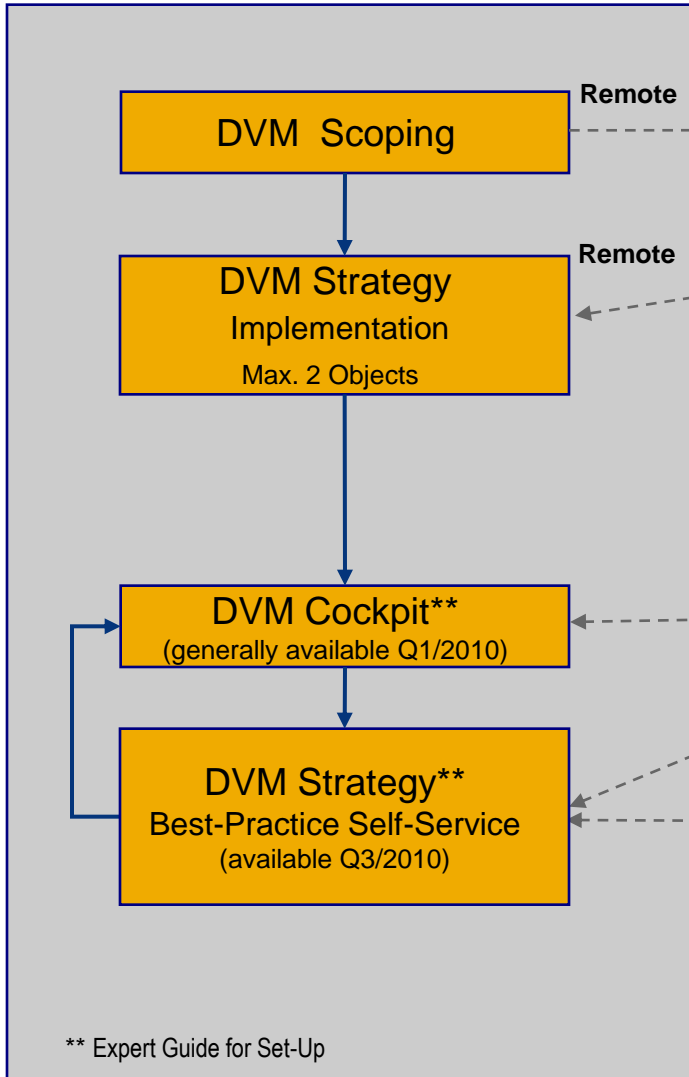 Remote
DVM Scoping
Remote
DVM Strategy
Implementation
Max. 2 Objects
DVM Cockpit**
(generally available Q1/2010)
DVM Strategy**
Best-Practice Self-Service
(available Q3/2010)
** Expert Guide for Set-Up